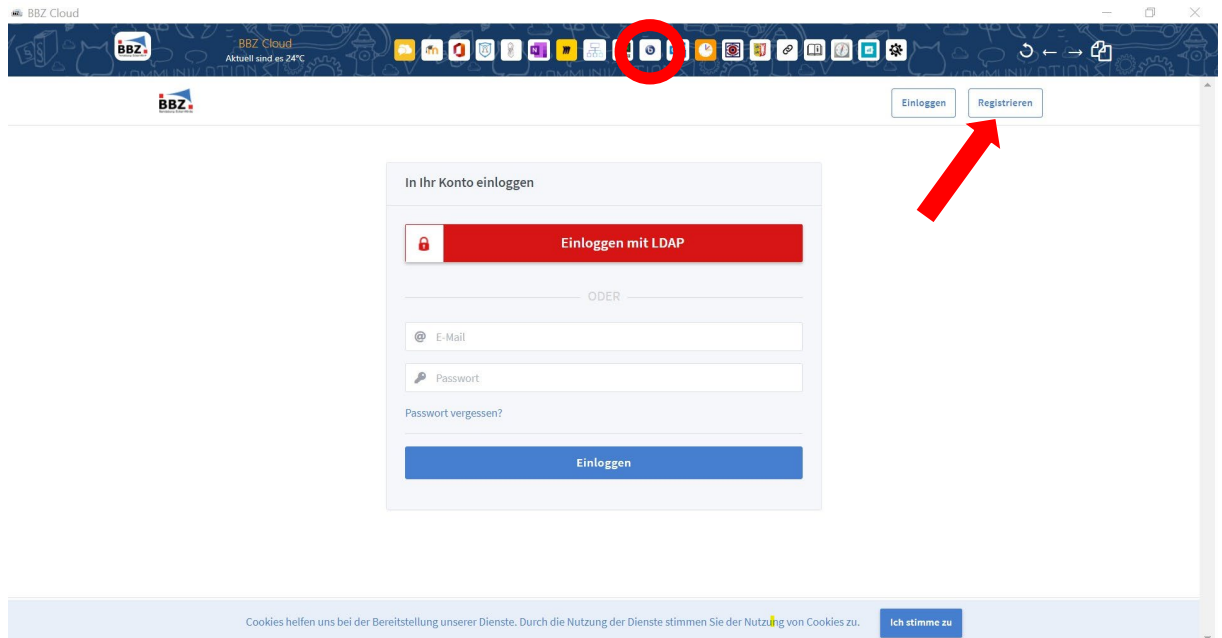 BBZ Cloud
BBZ
BBZ Cloud
Aktuell sind es 24°C
BBZ
Einloggen
Registrieren
In Ihr Konto einloggen
Einloggen mit LDAP
ODER
@ E-Mail
Passwort
Passwort vergessen?
Einloggen
Cookies helfen uns bei der Bereitstellung unserer Dienste. Durch die Nutzung der Dienste stimmen Sie der Nutzung von Cookies zu.
Ich stimme zu